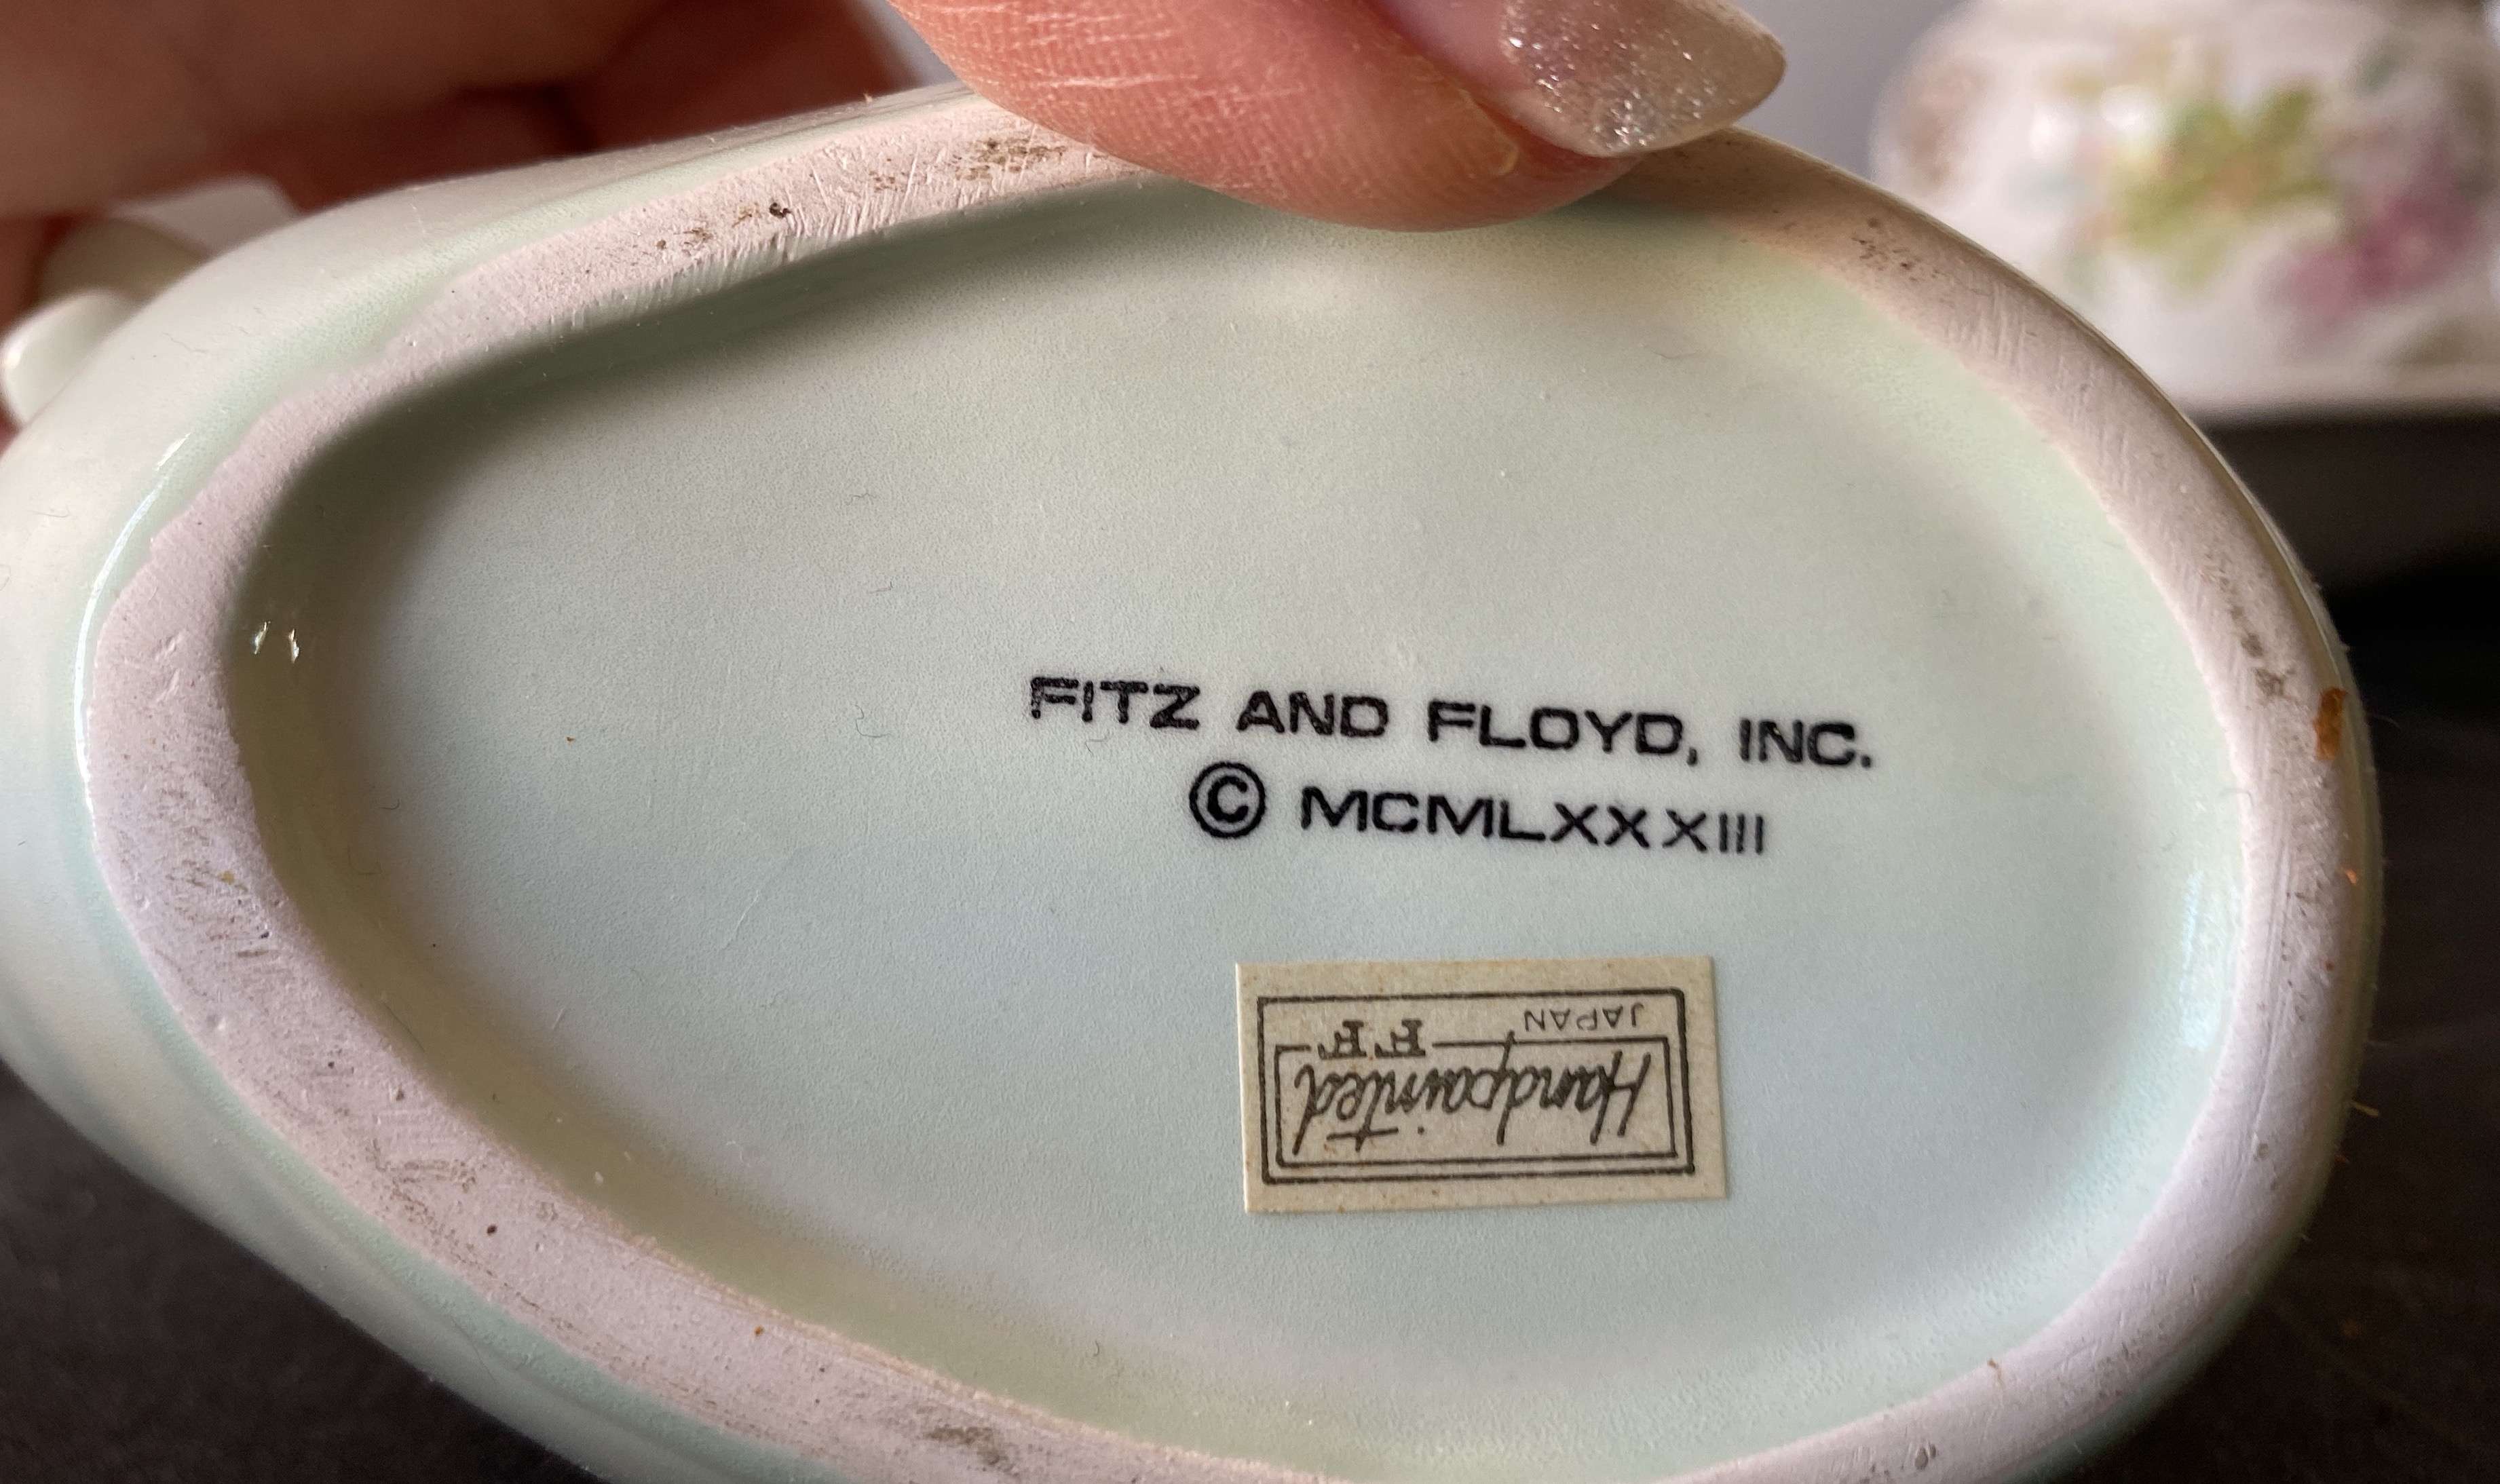 FITZ AND FLOYD, INC.
© MCMLXXXIII
Handpainted
FF
JAPAN